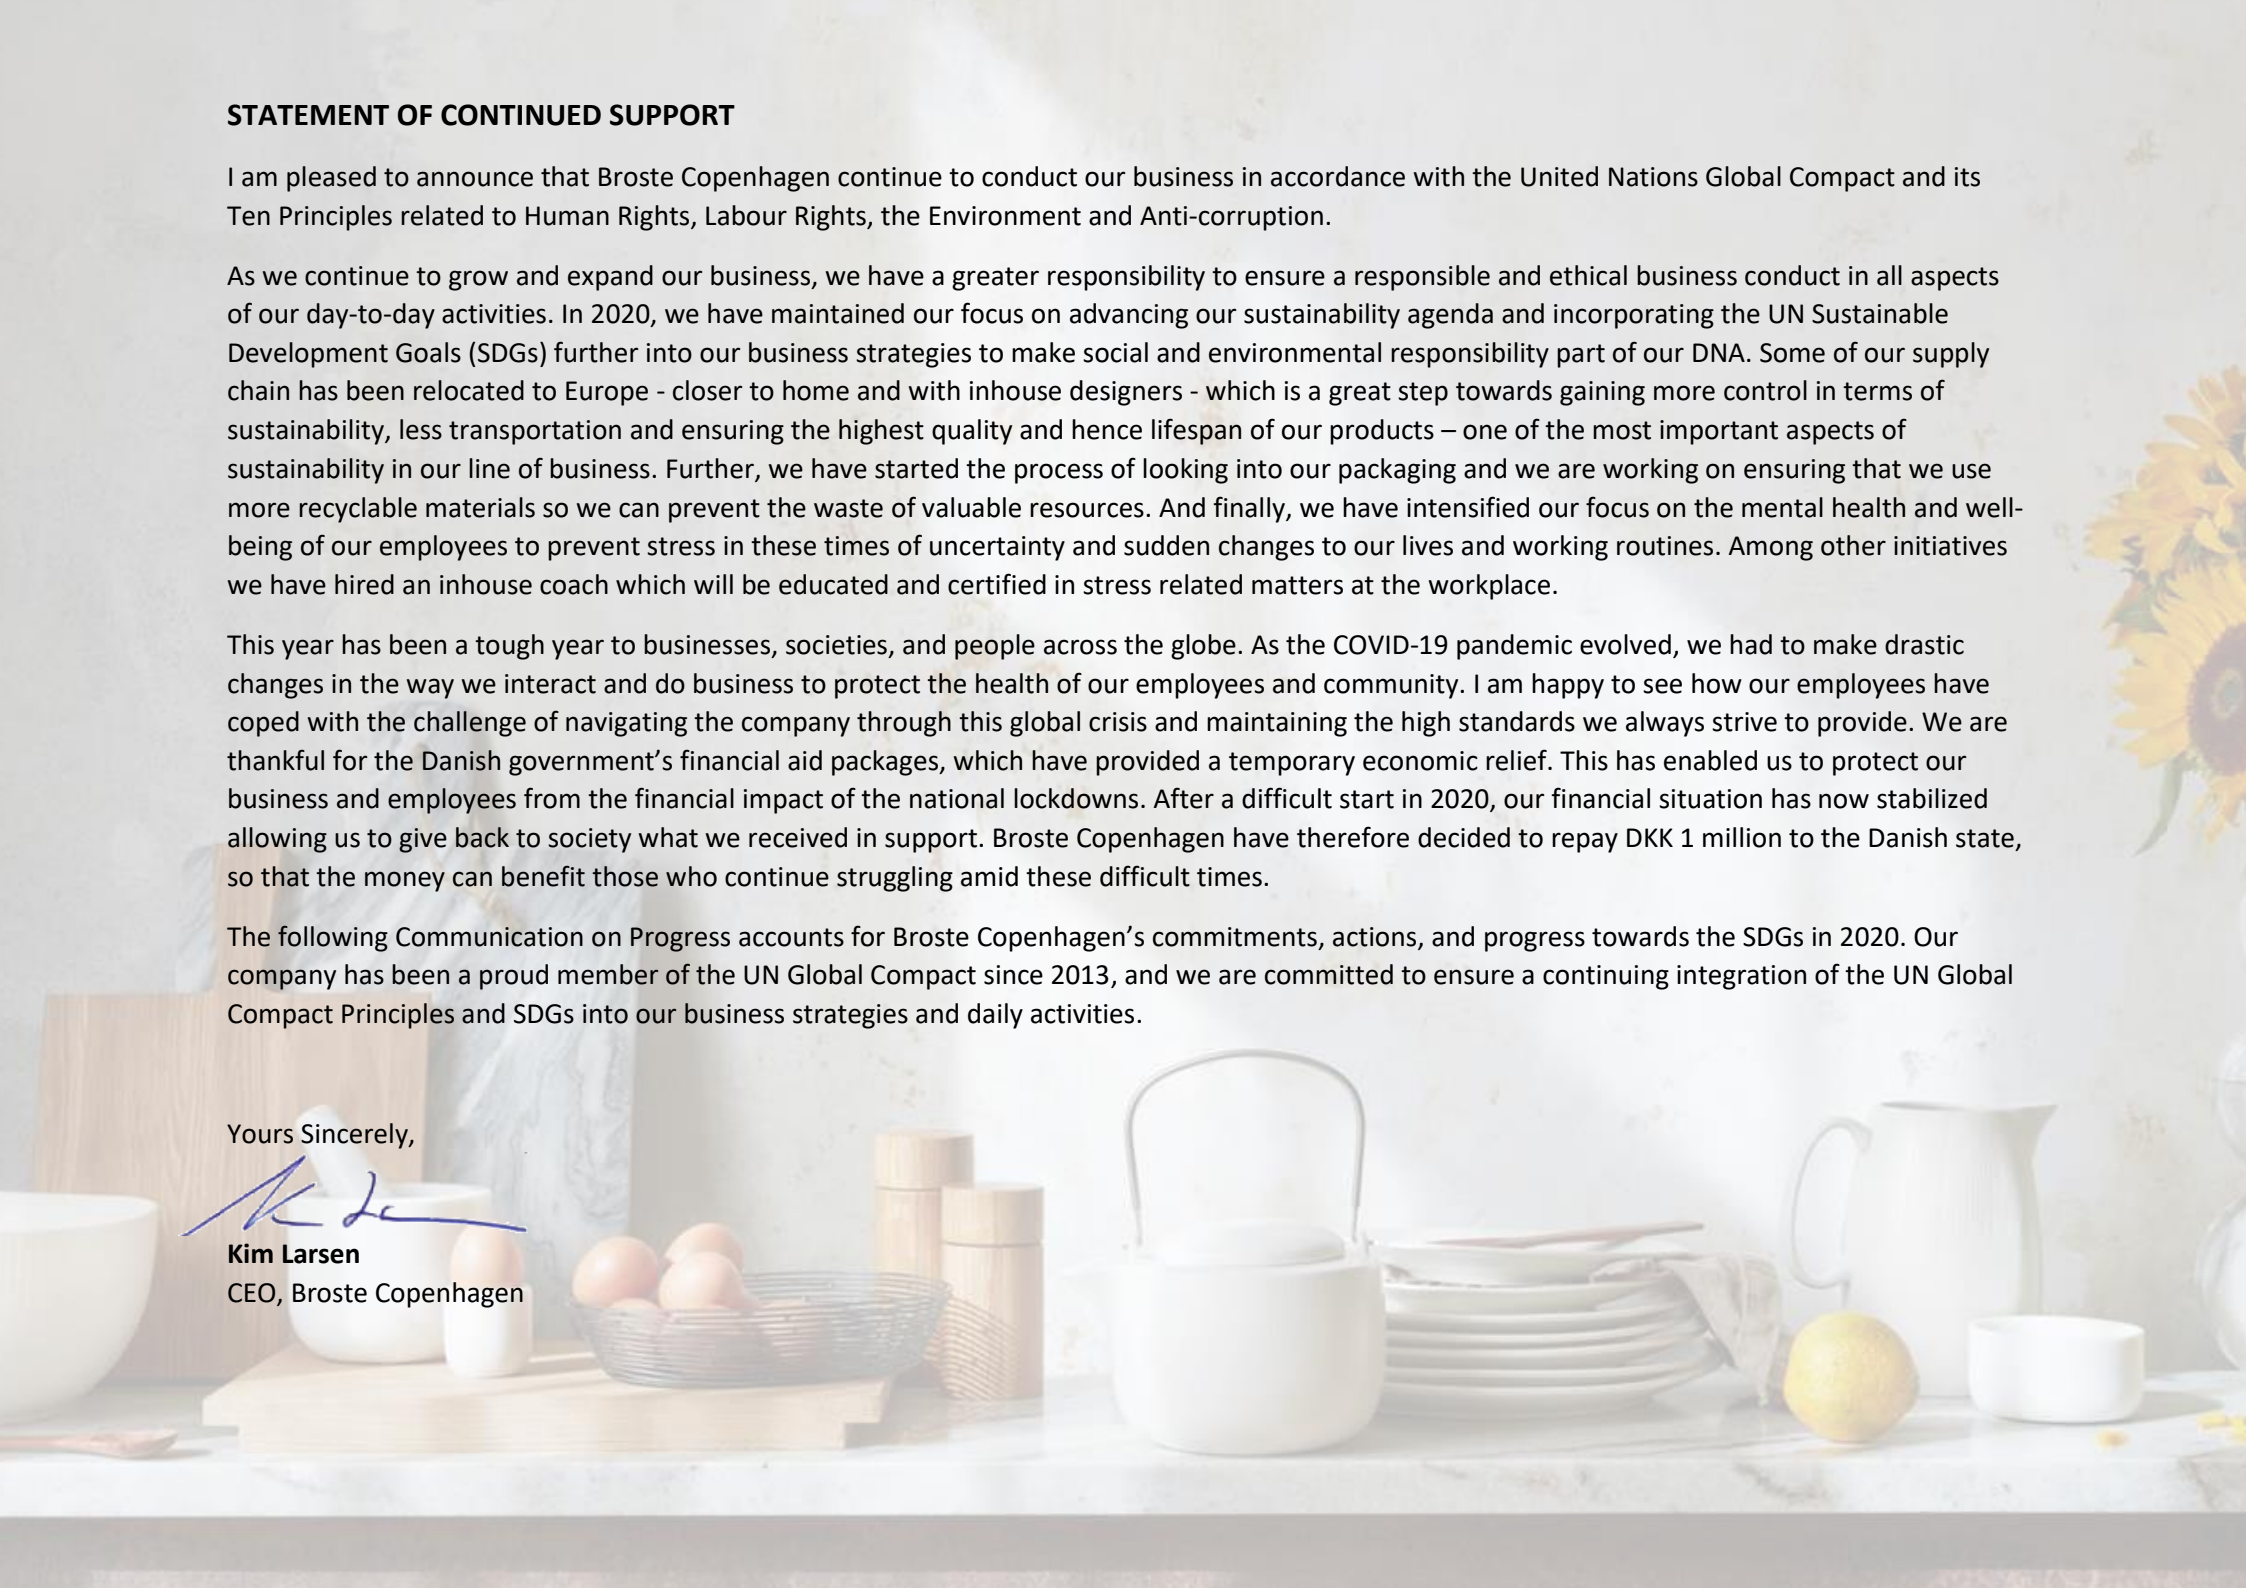 STATEMENT OF CONTINUED SUPPORT
I am pleased to announce that Broste Copenhagen continue to conduct our business in accordance with the United Nations Global Compact and its
Ten Principles related to Human Rights, Labour Rights, the Environment and Anti-corruption.
As we continue to grow and expand our business, we have a greater responsibility to ensure a responsible and ethical business conduct in all aspects
of our day-to-day activities. In 2020, we have maintained our focus on advancing our sustainability agenda and incorporating the UN Sustainable
Development Goals (SDGs) further into our business strategies to make social and environmental responsibility part of our DNA. Some of our supply
chain has been relocated to Europe - closer to home and with inhouse designers - which is a great step towards gaining more control in terms of
sustainability, less transportation and ensuring the highest quality and hence lifespan of our products – one of the most important aspects of
sustainability in our line of business. Further, we have started the process of looking into our packaging and we are working on ensuring that we use
more recyclable materials so we can prevent the waste of valuable resources. And finally, we have intensified our focus on the mental health and well-
being of our employees to prevent stress in these times of uncertainty and sudden changes to our lives and working routines. Among other initiatives
we have hired an inhouse coach which will be educated and certified in stress related matters at the workplace.
This year has been a tough year to businesses, societies, and people across the globe. As the COVID-19 pandemic evolved, we had to make drastic
changes in the way we interact and do business to protect the health of our employees and community. I am happy to see how our employees have
coped with the challenge of navigating the company through this global crisis and maintaining the high standards we always strive to provide. We are
thankful for the Danish government’s financial aid packages, which have provided a temporary economic relief. This has enabled us to protect our
business and employees from the financial impact of the national lockdowns. After a difficult start in 2020, our financial situation has now stabilized
allowing us to give back to society what we received in support. Broste Copenhagen have therefore decided to repay DKK 1 million to the Danish state,
so that the money can benefit those who continue struggling amid these difficult times.
The following Communication on Progress accounts for Broste Copenhagen’s commitments, actions, and progress towards the SDGs in 2020. Our
company has been a proud member of the UN Global Compact since 2013, and we are committed to ensure a continuing integration of the UN Global
Compact Principles and SDGs into our business strategies and daily activities.
Yours Sincerely,
Kim Larsen
CEO, Broste Copenhagen